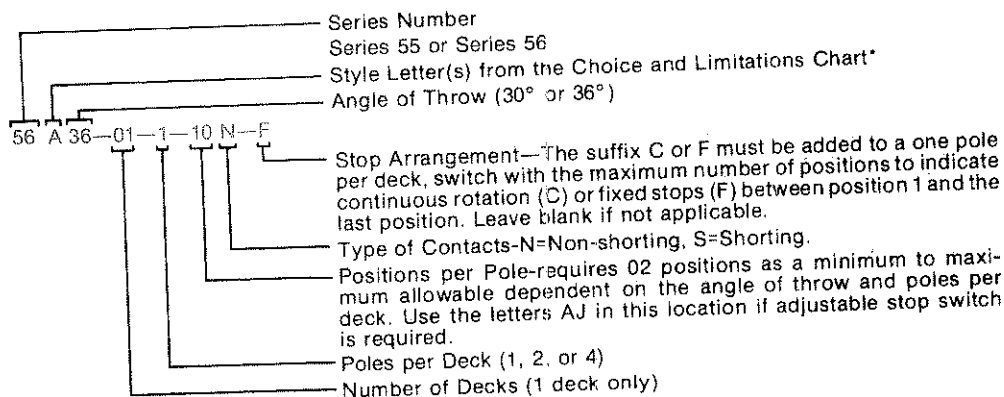 Series Number
Series 55 or Series 56
Style Letter(s) from the Choice and Limitations Chart*
Angle of Throw (30° or 36°)
56 A 36—01—1—10 N—F
Stop Arrangement—The suffix C or F must be added to a one pole
per deck, switch with the maximum number of positions to indicate
continuous rotation (C) or fixed stops (F) between position 1 and the
last position. Leave blank if not applicable.
Type of Contacts-N=Non-shorting, S=Shorting.
Positions per Pole-requires 02 positions as a minimum to maxi-
mum allowable dependent on the angle of throw and poles per
deck. Use the letters AJ in this location if adjustable stop switch
is required.
Poles per Deck (1, 2, or 4)
Number of Decks (1 deck only)